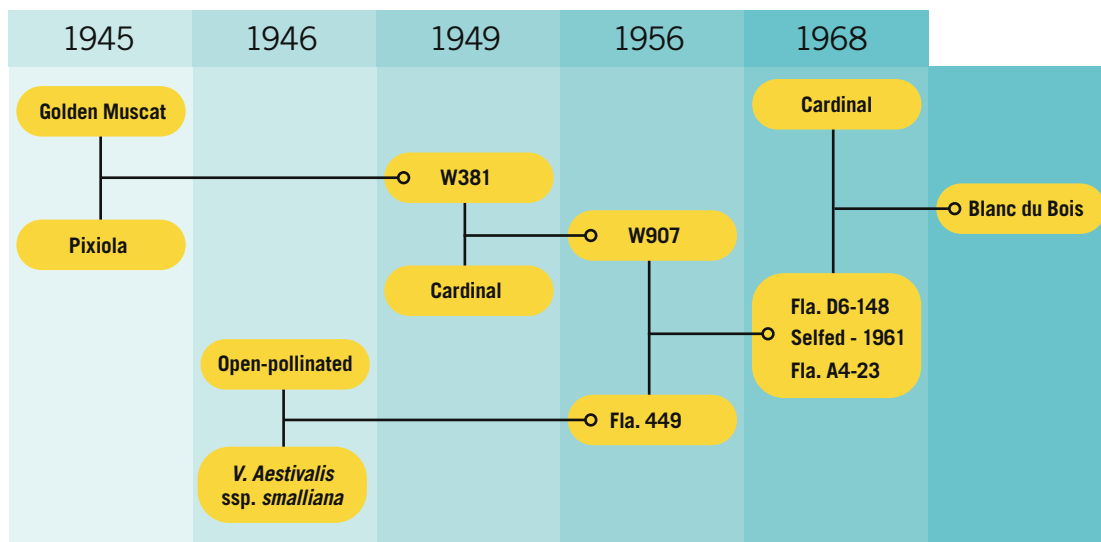 1945
1946
1949
1956
1968
Golden Muscat
Pixiola
Open-pollinated
V. Aestivalis
ssp. smalliana
W381
Cardinal
W907
Fla. 449
Cardinal
Fla. D6-148
Selfed - 1961
Fla. A4-23
Blanc du Bois